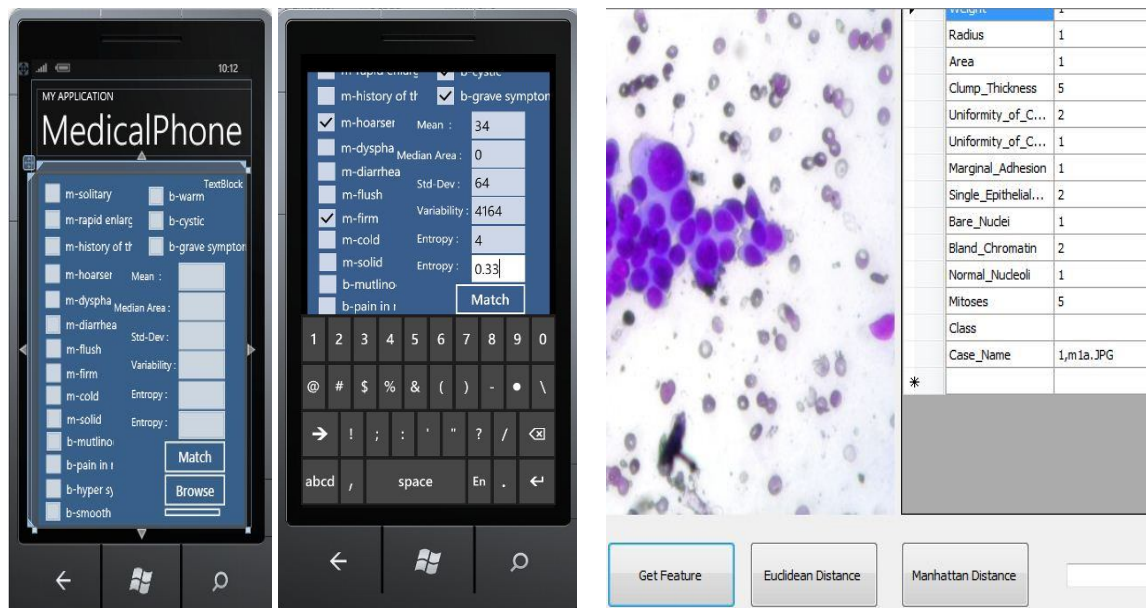 10:12
MY APPLICATION
MedicalPhone
TextBlock
m-solitary
b-warm
m-rapid enlarg
b-cystic
m-history of th
b-grave symptom
m-hoarser
Mean :
m-dyspha
Median Area :
m-diarrhea
Std-Dev :
m-flush
Variability :
m-firm
m-cold
Entropy :
m-solid
Entropy :
b-mutlino
Match
b-pain in
b-hyper sy
Browse
b-smooth
m-rapid enlarg
b-cystic
m-history of th
b-grave symptom
m-hoarser
Mean : 34
m-dyspha
Median Area : 0
m-diarrhea
Std-Dev : 64
m-flush
m-firm
Variability : 4164
m-cold
Entropy : 4
m-solid
Entropy : 0.33
b-mutlino
Match
b-pain in
1 2 3 4 5 6 7 8 9 0
@ # $ % & ( ) - \
! ; : ' " ? /
abcd , space En .
Weight 1
Radius 1
Area 1
Clump_Thickness 5
Uniformity_of_C... 2
Uniformity_of_C... 1
Marginal_Adhesion 1
Single_Epithelial... 2
Bare_Nuclei 1
Bland_Chromatin 2
Normal_Nucleoli 1
Mitoses 5
Class
Case_Name 1,m1a.JPG
*
Get Feature
Euclidean Distance
Manhattan Distance